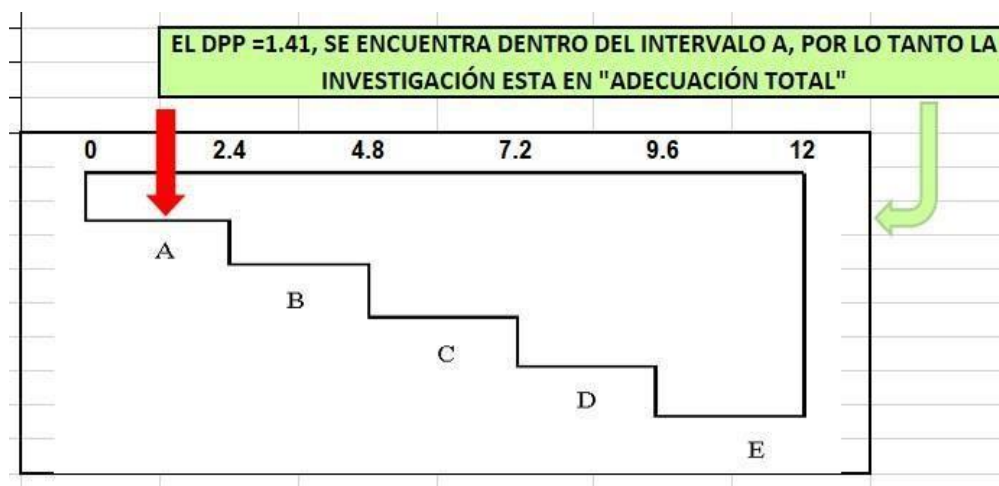 EL DPP =1.41, SE ENCUENTRA DENTRO DEL INTERVALO A, POR LO TANTO LA
INVESTIGACIÓN ESTA EN "ADECUACIÓN TOTAL"
0 2.4 4.8 7.2 9.6 12
A
B
C
D
E